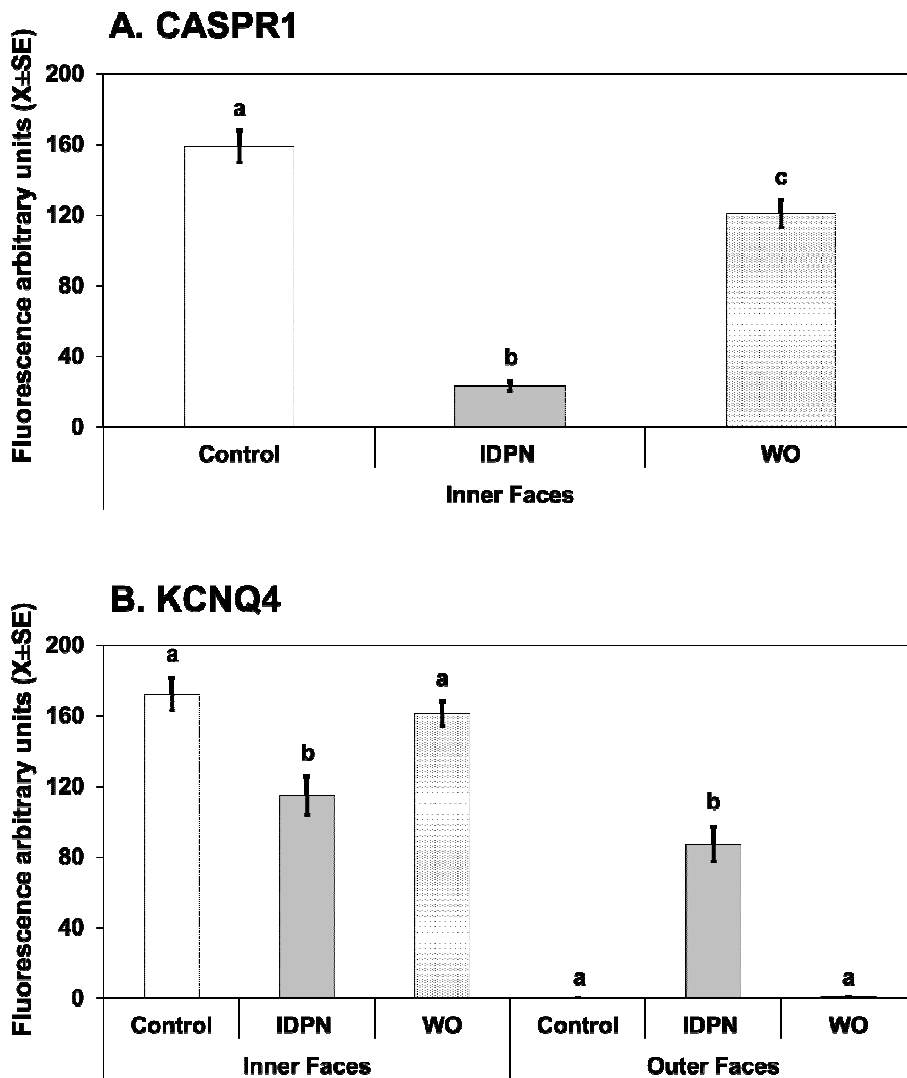 A. CASPR1
Fluorescence arbitrary units (X±SE)
200
160
120
80
40
0
a
b
c
Control IDPN WO
Inner Faces
B. KCNQ4
Fluorescence arbitrary units (X±SE)
200
160
120
80
40
0
a
b
a
a
b
a
Control IDPN WO Control IDPN WO
Inner Faces Outer Faces